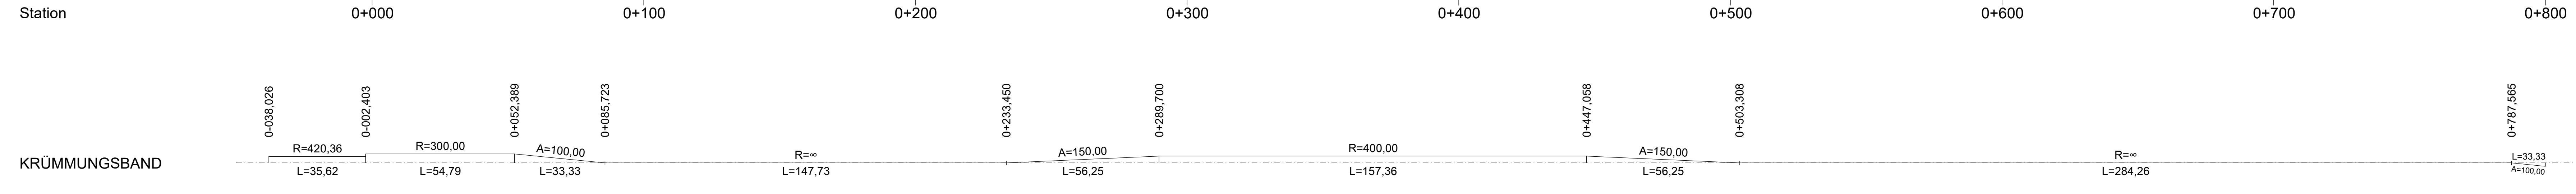 Station 0+000 0+100 0+200 0+300 0+400 0+500 0+600 0+700 0+800
0-038,026 0-002,403 0+052,389 0+085,723 0+233,450 0+289,700 0+447,058 0+503,308 0+787,565
R=420,36 R=300,00 A=100,00 R=∞ A=150,00 R=400,00 A=150,00 R=∞ L=33,33
KRÜMMUNGSBAND L=35,62 L=54,79 L=33,33 L=147,73 L=56,25 L=157,36 L=56,25 L=284,26 A=100,00